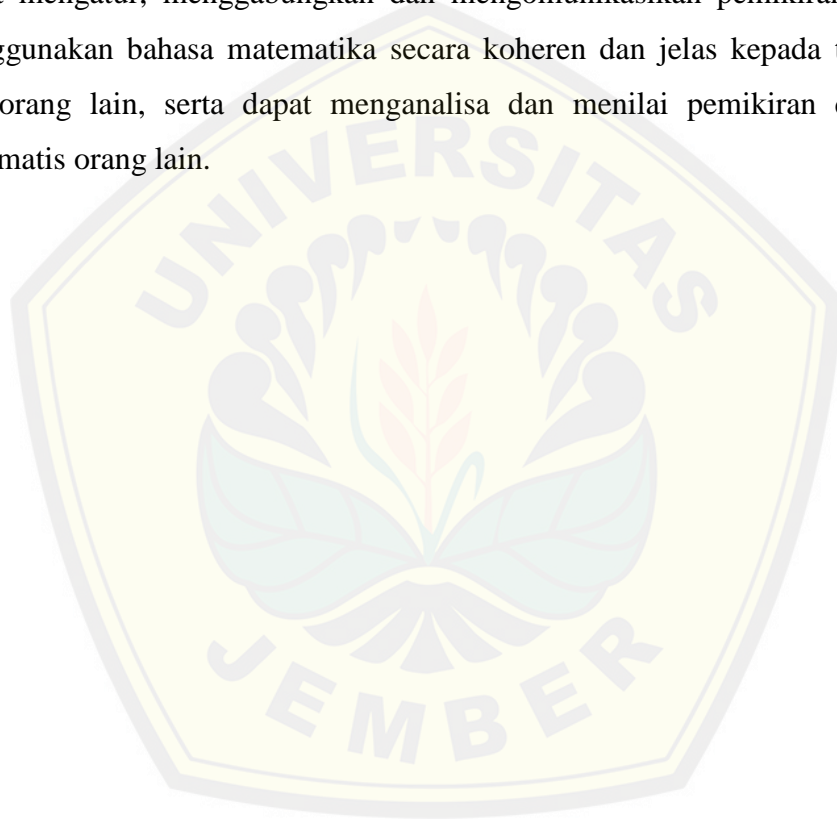 mengatur, menggabungkan dan mengomunikasikan pemikiran
ggunakan bahasa matematika secara koheren dan jelas kepada
orang lain, serta dapat menganalisa dan menilai pemikiran
matis orang lain.
UNIVERSITAS
JEMBER